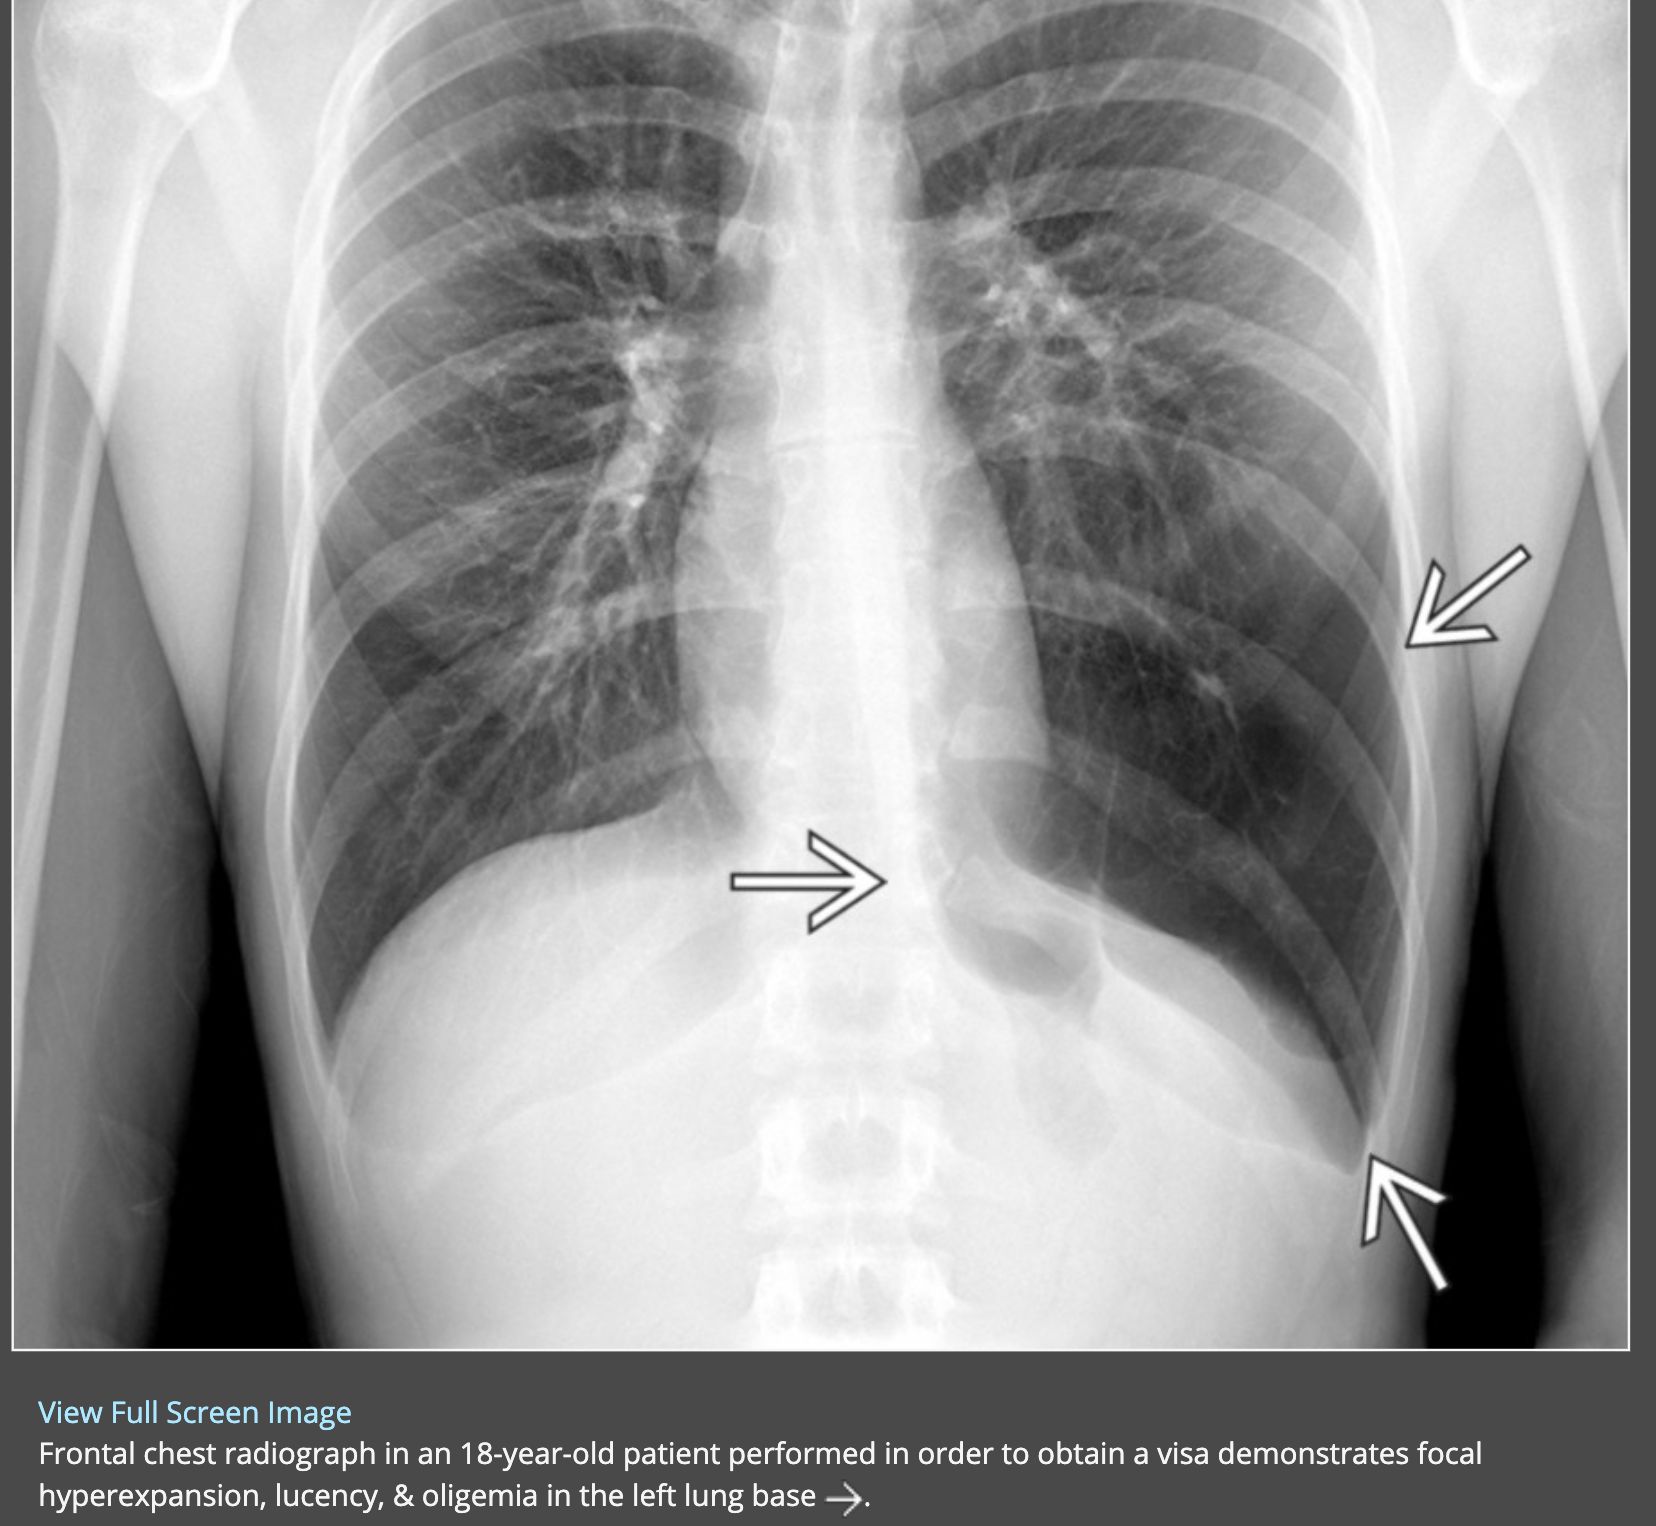 View Full Screen Image
Frontal chest radiograph in an 18-year-old patient performed in order to obtain a visa demonstrates focal
hyperexpansion, lucency, & oligemia in the left lung base →.